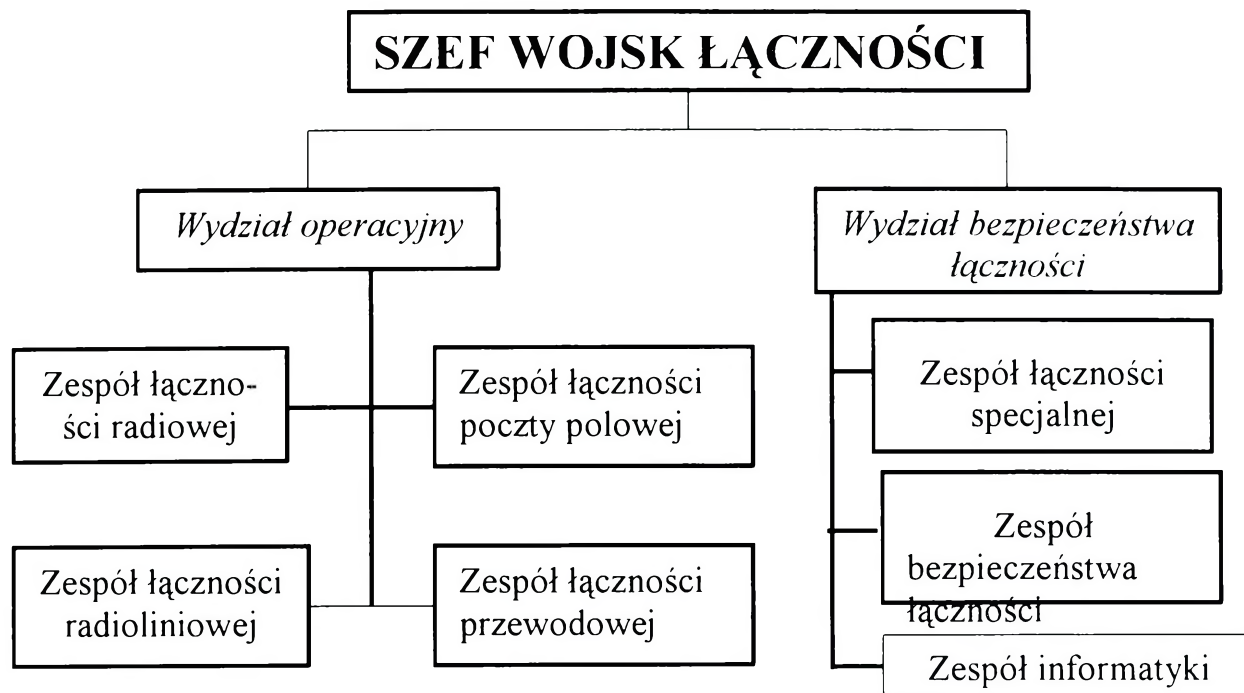 SZEF WOJSK ŁĄCZNOŚCI
Wydział operacyjny
Wydział bezpieczeństwa
łączności
Zespół łączno-
ści radiowej
Zespół łączności
poczty polowej
Zespół łączności
specjalnej
Zespół łączności
radioliniowej
Zespół łączności
przewodowej
Zespół
bezpieczeństwa
łączności
Zespół informatyki